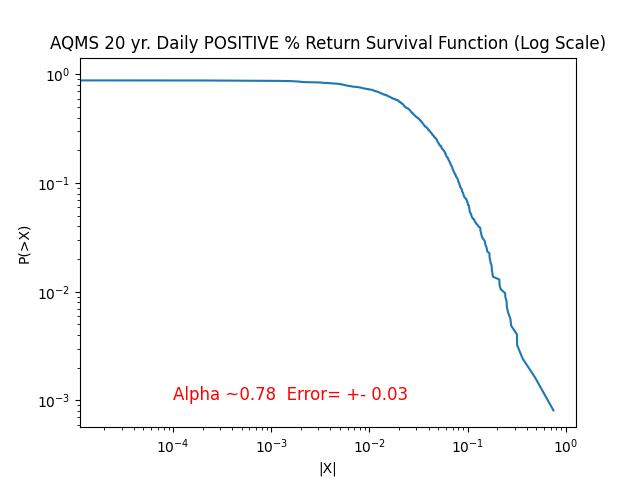 AQMS 20 yr. Daily POSITIVE % Return Survival Function (Log Scale)
10⁰
10⁻¹
P(>X)
10⁻²
10⁻³
Alpha ~0.78  Error= +- 0.03
10⁻⁴ 10⁻³ 10⁻² 10⁻¹ 10⁰
|X|